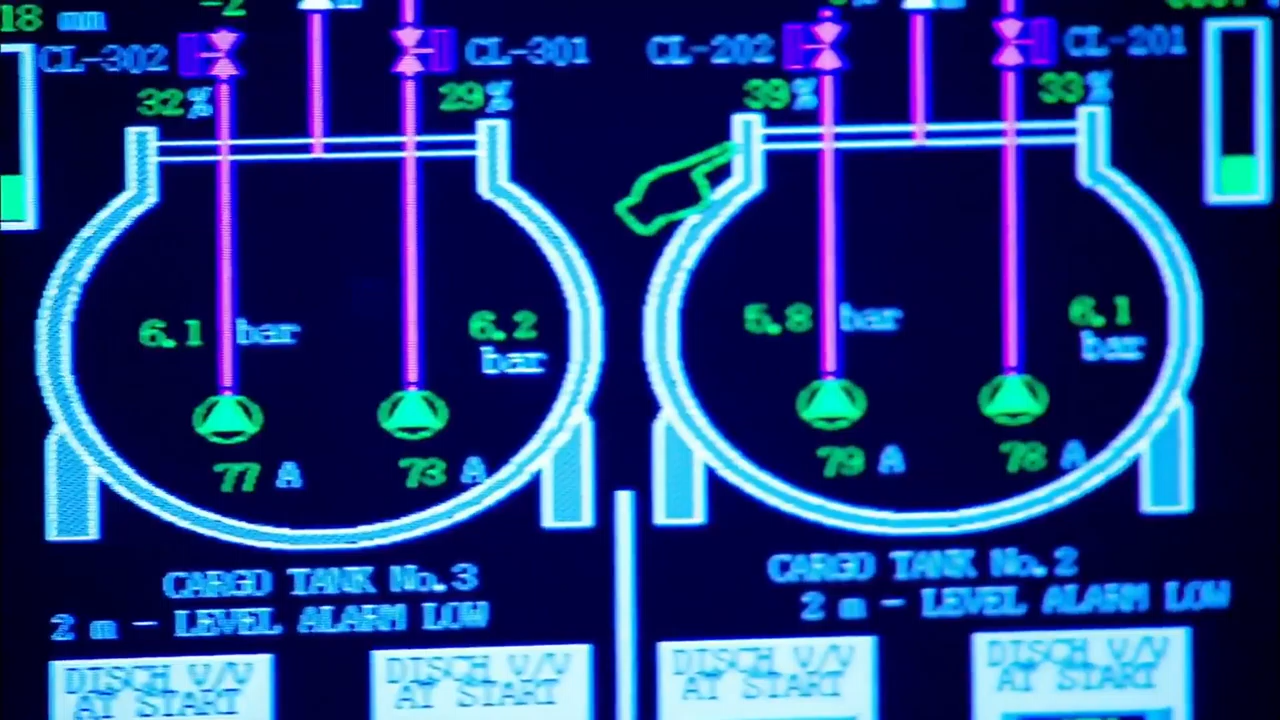 18 mm
-2
CL-302
CL-301
CL-202
CL-201
32%
29%
39%
33%
6.1 bar
6.2 bar
5.8 bar
6.1 bar
77 A
73 A
79 A
78 A
CARGO TANK No.3
CARGO TANK No.2
2 m - LEVEL ALARM LOW
2 m - LEVEL ALARM LOW
DISCH V/V
AT START
DISCH V/V
AT START
DISCH V/V
AT START
DISCH V/V
AT START